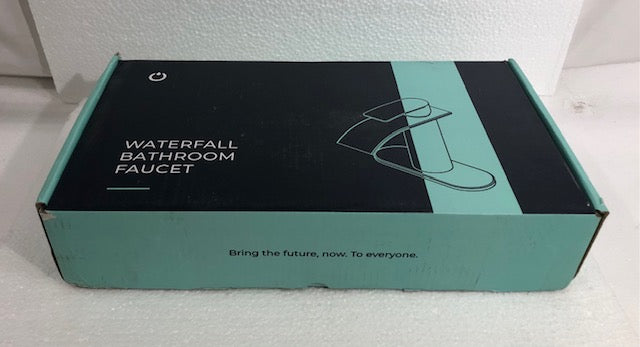 WATERFALL
BATHROOM
FAUCET
Bring the future, now. To everyone.